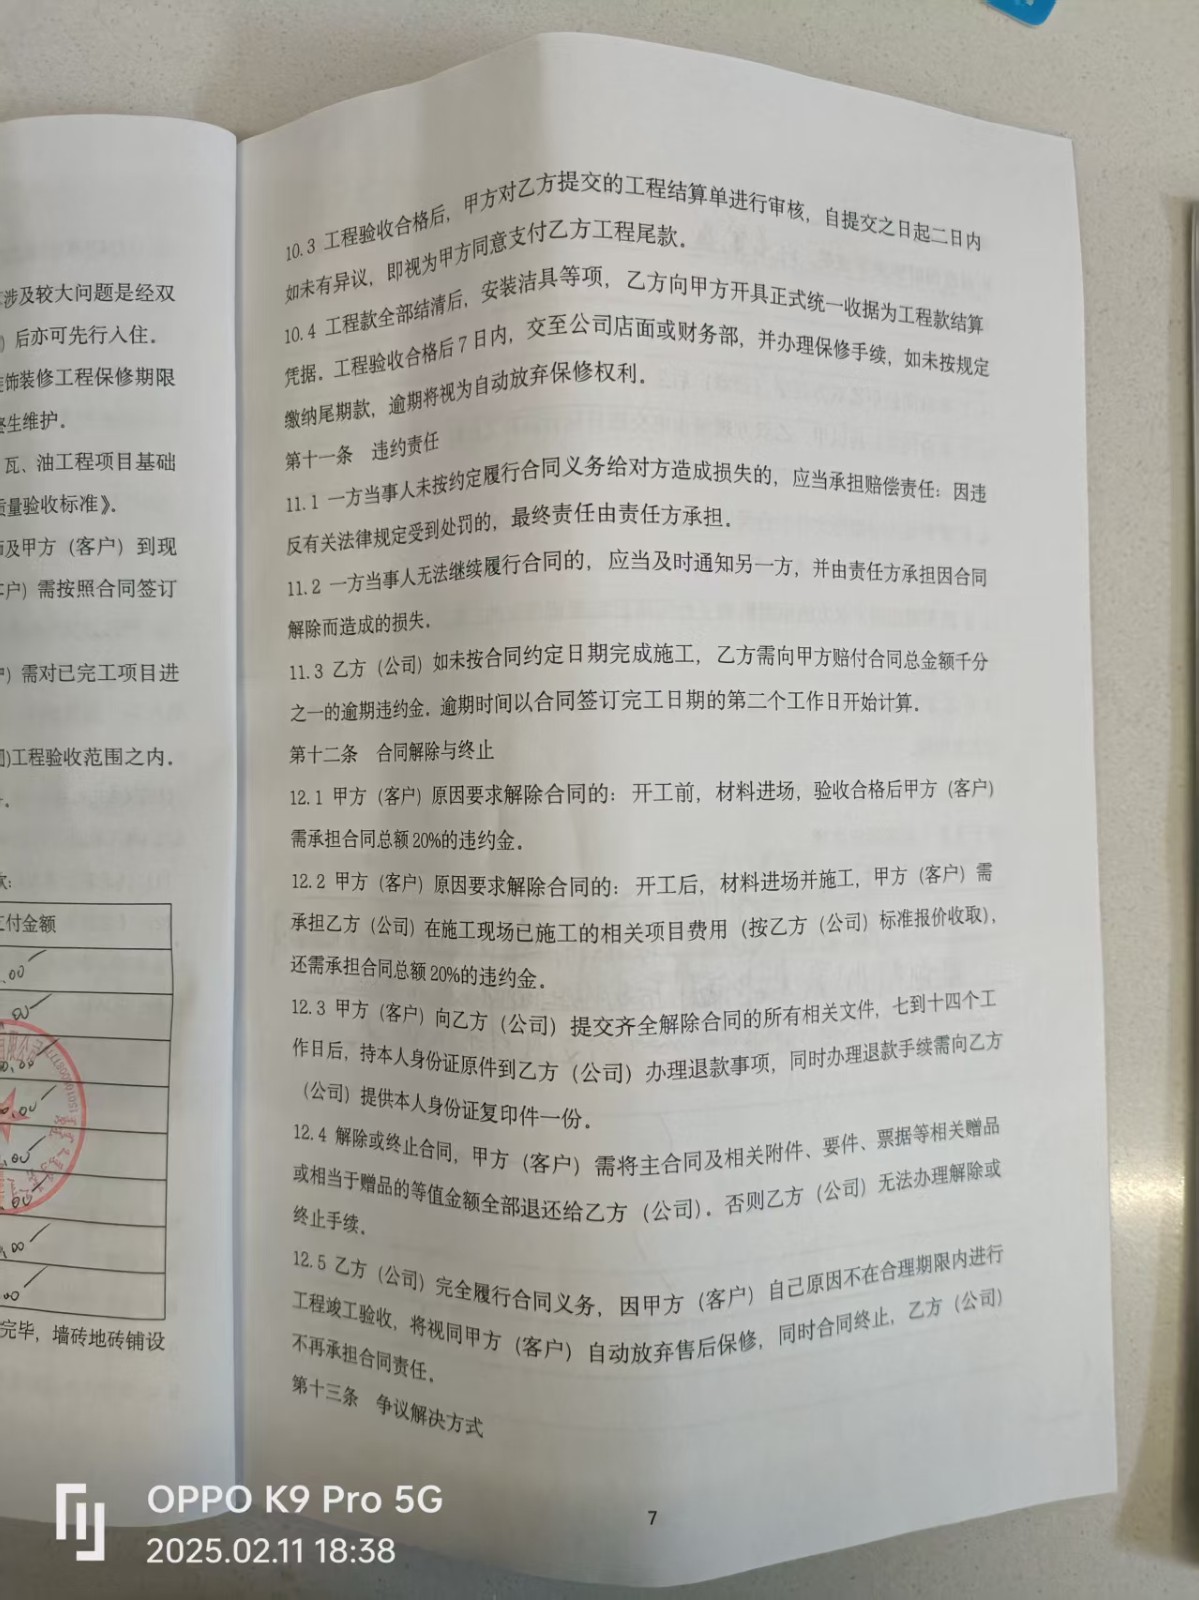 涉及较大问题是经双
）后亦可先行入住．
装饰装修工程保修期限
终生维护．
瓦、油工程项目基础
质量验收标准》．
及甲方（客户）到现
户）需按照合同签订
户）需对已完工项目进
)工程验收范围之内．
款：
支付金额
.00
.00
.00
.00
.00
.00
.00
.00
完毕，墙砖地砖铺设
10.3 工程验收合格后，甲方对乙方提交的工程结算单进行审核，自提交之日起二日内
如未有异议，即视为甲方同意支付乙方工程尾款．
10.4 工程款全部结清后，安装洁具等项，乙方向甲方开具正式统一收据为工程款结算
凭据．工程验收合格后7日内，交至公司店面或财务部，并办理保修手续，如未按规定
缴纳尾期款，逾期将视为自动放弃保修权利．
第十一条 违约责任
11.1 一方当事人未按约定履行合同义务给对方造成损失的，应当承担赔偿责任：因违
反有关法律规定受到处罚的，最终责任由责任方承担．
11.2 一方当事人无法继续履行合同的，应当及时通知另一方，并由责任方承担因合同
解除而造成的损失．
11.3 乙方（公司）如未按合同约定日期完成施工，乙方需向甲方赔付合同总金额千分
之一的逾期违约金．逾期时间以合同签订完工日期的第二个工作日开始计算．
第十二条 合同解除与终止
12.1 甲方（客户）原因要求解除合同的：开工前，材料进场，验收合格后甲方（客户）
需承担合同总额20%的违约金．
12.2 甲方（客户）原因要求解除合同的：开工后，材料进场并施工，甲方（客户）需
承担乙方（公司）在施工现场已施工的相关项目费用（按乙方（公司）标准报价收取），
还需承担合同总额20%的违约金．
12.3 甲方（客户）向乙方（公司）提交齐全解除合同的所有相关文件，七到十四个工
作日后，持本人身份证原件到乙方（公司）办理退款事项，同时办理退款手续需向乙方
（公司）提供本人身份证复印件一份．
12.4 解除或终止合同，甲方（客户）需将主合同及相关附件、要件、票据等相关赠品
或相当于赠品的等值金额全部退还给乙方（公司）．否则乙方（公司）无法办理解除或
终止手续．
12.5 乙方（公司）完全履行合同义务，因甲方（客户）自己原因不在合理期限内进行
工程竣工验收，将视同甲方（客户）自动放弃售后保修，同时合同终止，乙方（公司）
不再承担合同责任．
第十三条 争议解决方式
7
OPPO K9 Pro 5G
2025.02.11 18:38